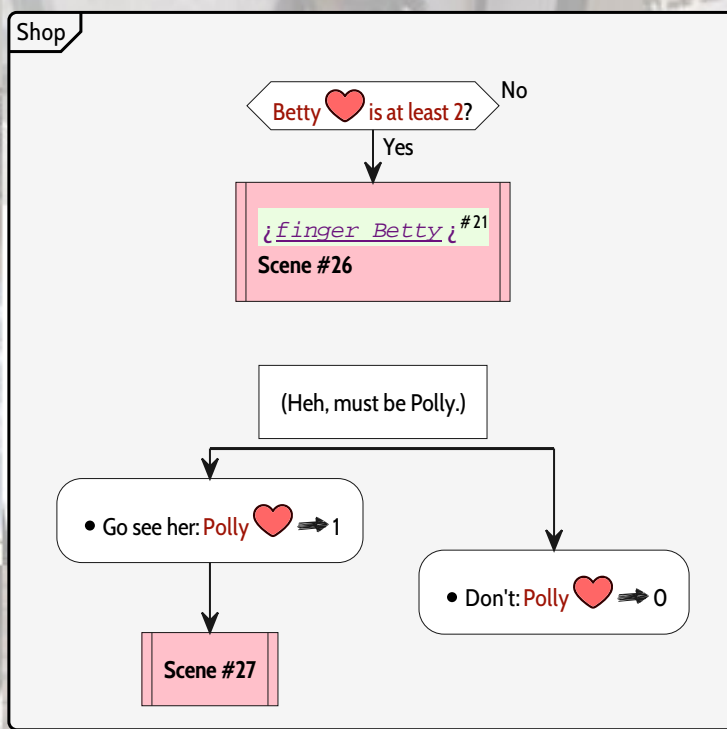 Shop
Betty is at least 2?
No
Yes
¿finger Betty¿#21
Scene #26
(Heh, must be Polly.)
• Go see her: Polly 1
• Don't: Polly 0
Scene #27